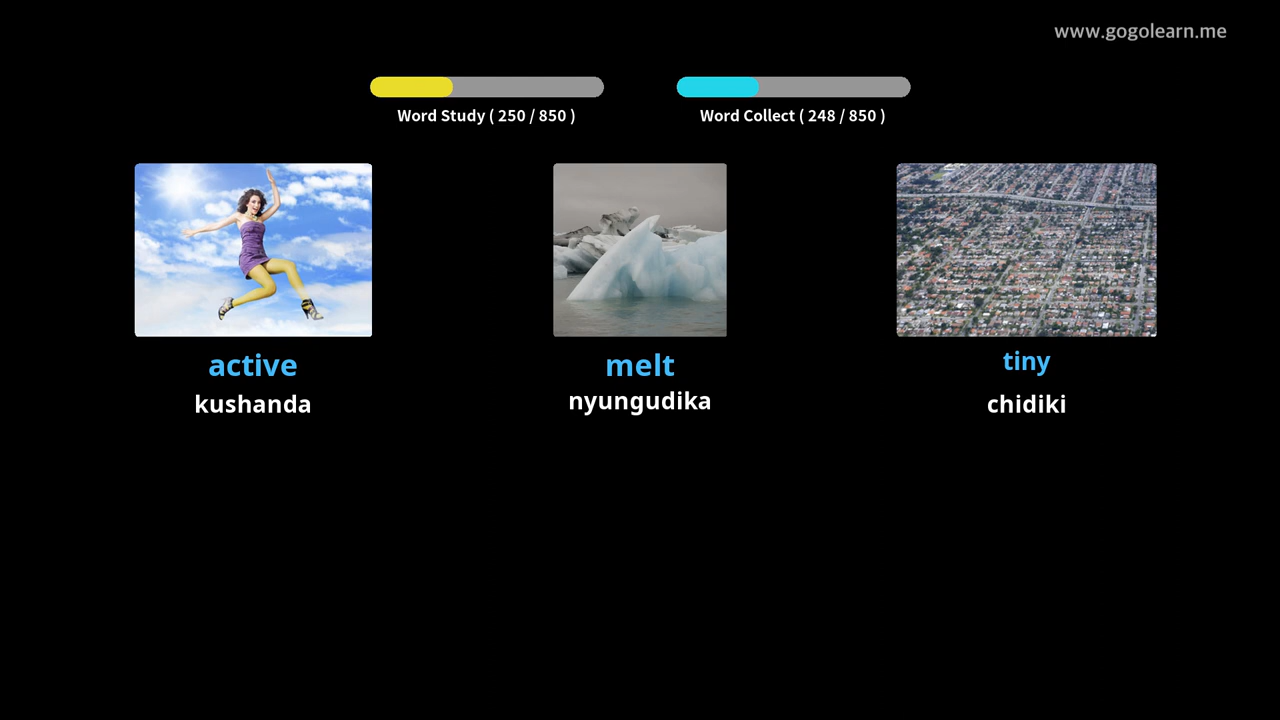 www.gogolearn.me
Word Study ( 250 / 850 )
Word Collect ( 248 / 850 )
active
kushanda
melt
nyungudika
tiny
chidiki